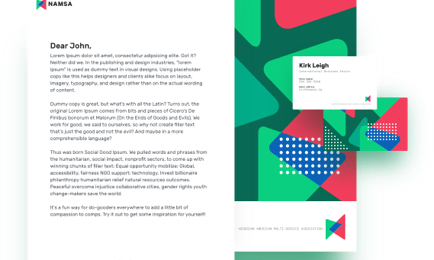 NAMSA
Dear John,
Lorem ipsum dolor sit amet, consectetur adipiscing elite. Got it?
Neither did we. In the publishing and design industries, "lorem
ipsum" is used as dummy text in visual designs. Using placeholder
copy like this helps designers and clients alike focus on layout,
imagery, typography, and design rather than on the actual wording
of content.
Dummy copy is great, but what's with all the Latin? Turns out, the
original Lorem ipsum comes from bits and pieces of Cicero's De
Finibus Bonorum et Malorum (On the Ends of Goods and Evils). We
work for good, we said to ourselves, so why not create filler text
that's just the good and not the evil? And maybe in a more
comprehensible language?
Thus was born Social Good Ipsum. We pulled words and phrases from
the humanitarian, social impact, nonprofit sectors, to come up with
winning chunks of filler text: Equal opportunity mobilize; Global,
accessibility, fairness NGO support; technology, Invest billionaire
philanthropy humanitarian relief natural resources outcomes.
Peaceful overcome injustice collaborative cities, gender rights youth
change-makers save the world.
It's a fun way for do-gooders everywhere to add a little bit of
compassion to comps. Try it out to get some inspiration for yourself!
Kirk Leigh
NIAGARAN AMERICAN MULTI-SERVICE ASSOCIATION